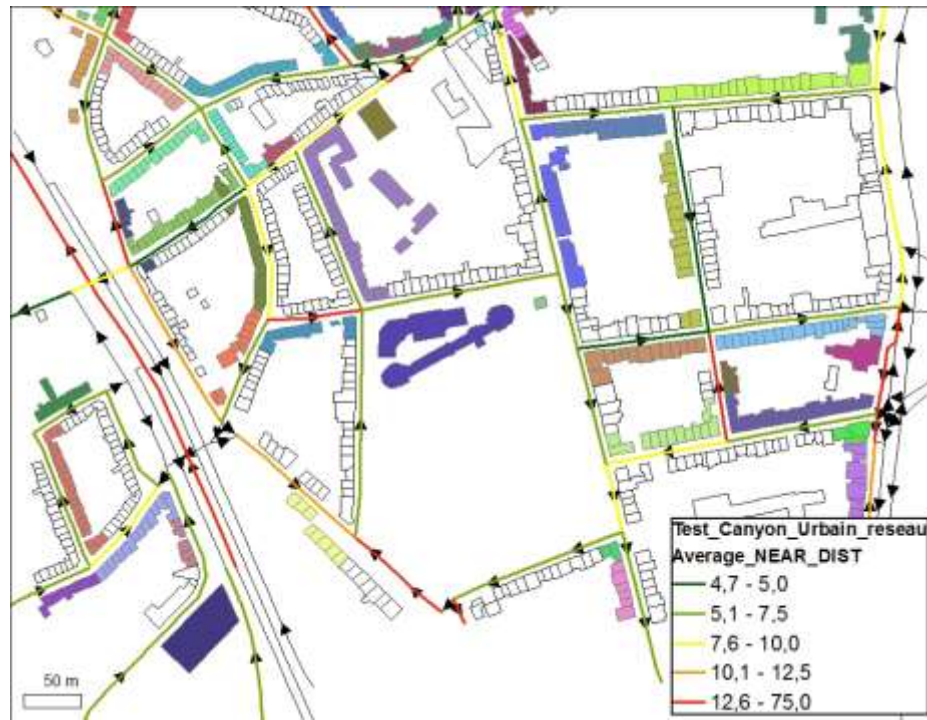 Test_Canyon_Urbain_reseau
Average_NEAR_DIST
4,7 - 5,0
5,1 - 7,5
7,6 - 10,0
10,1 - 12,5
12,6 - 75,0
50 m